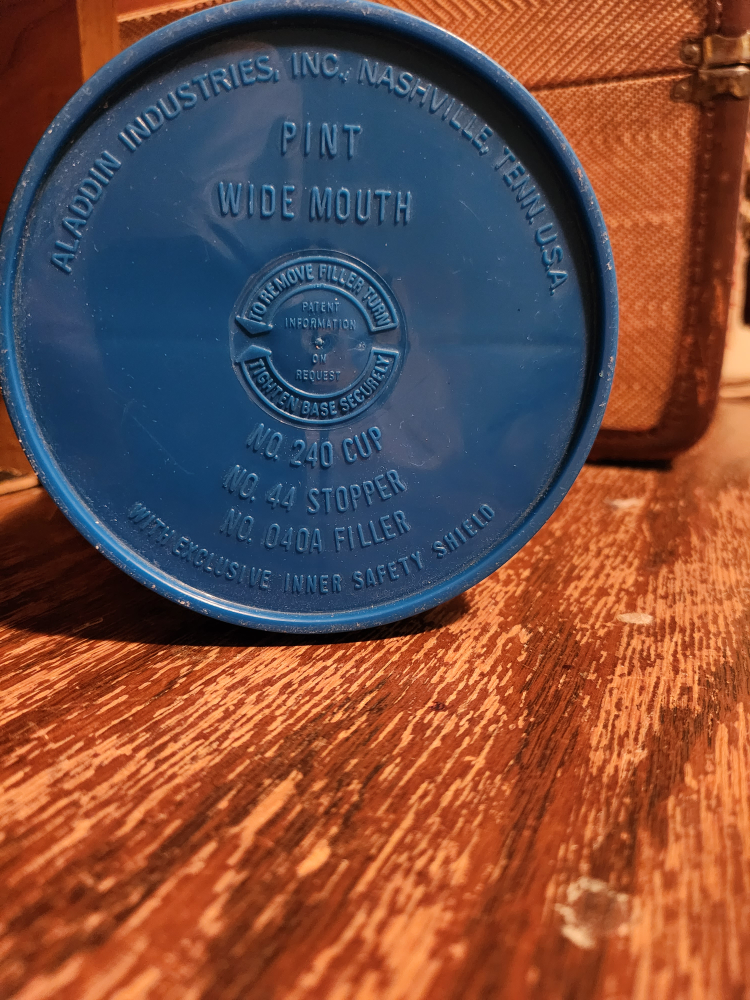 ALADDIN INDUSTRIES, INC., NASHVILLE, TENN. U.S.A.
PINT
WIDE MOUTH
TO REMOVE FILLER TURN
PATENT
INFORMATION
ON
REQUEST
TIGHTEN BASE SECURELY
NO. 240 CUP
NO. 44 STOPPER
NO. 040A FILLER
WITH EXCLUSIVE INNER SAFETY SHIELD